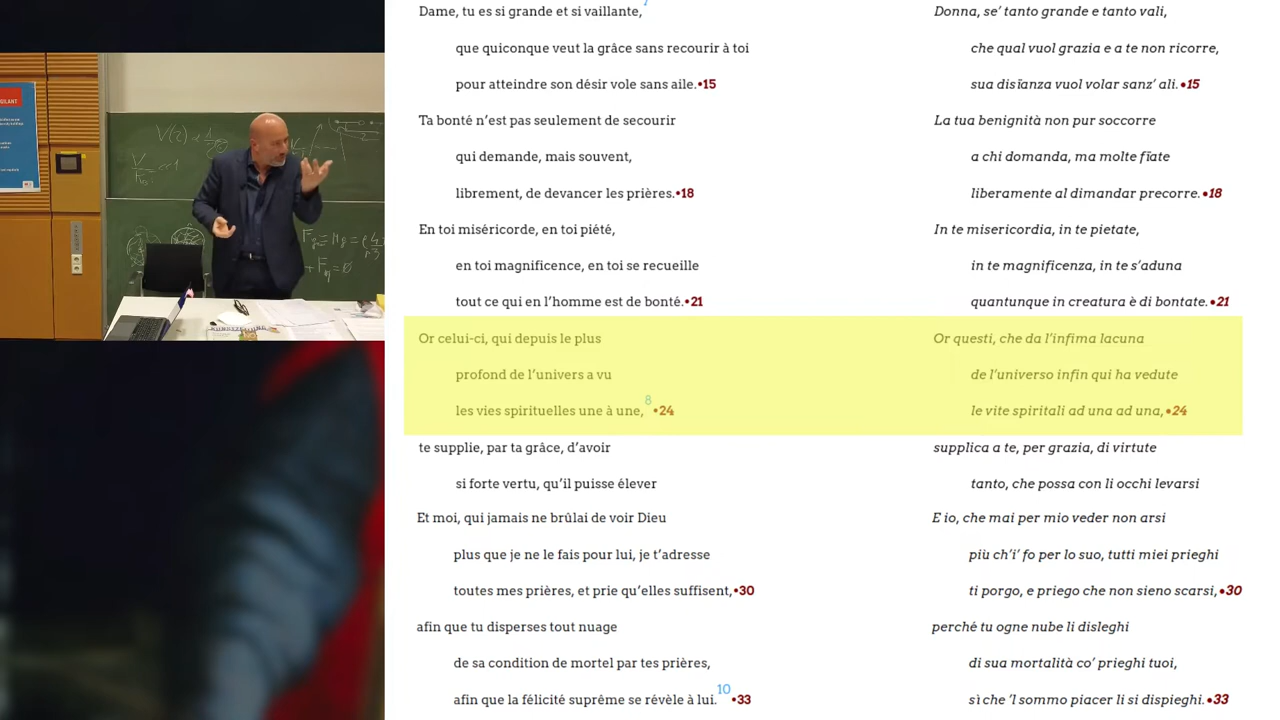 Dame, tu es si grande et si vaillante,7
que quiconque veut la grâce sans recourir à toi
pour atteindre son désir vole sans aile.•15
Ta bonté n’est pas seulement de secourir
qui demande, mais souvent,
librement, de devancer les prières.•18
En toi miséricorde, en toi piété,
en toi magnificence, en toi se recueille
tout ce qui en l’homme est de bonté.•21
Or celui-ci, qui depuis le plus
profond de l’univers a vu
les vies spirituelles une à une,8 •24
te supplie, par ta grâce, d’avoir
si forte vertu, qu’il puisse élever
Et moi, qui jamais ne brûlai de voir Dieu
plus que je ne le fais pour lui, je t’adresse
toutes mes prières, et prie qu’elles suffisent,•30
afin que tu disperses tout nuage
de sa condition de mortel par tes prières,
afin que la félicité suprême se révèle à lui.10 •33
Donna, se’ tanto grande e tanto vali,
che qual vuol grazia e a te non ricorre,
sua disïanza vuol volar sanz’ ali.•15
La tua benignità non pur soccorre
a chi domanda, ma molte fïate
liberamente al dimandar precorre.•18
In te misericordia, in te pietate,
in te magnificenza, in te s’aduna
quantunque in creatura è di bontate.•21
Or questi, che da l’infima lacuna
de l’universo infin qui ha vedute
le vite spiritali ad una ad una,•24
supplica a te, per grazia, di virtute
tanto, che possa con li occhi levarsi
E io, che mai per mio veder non arsi
più ch’i’ fo per lo suo, tutti miei prieghi
ti porgo, e priego che non sieno scarsi,•30
perché tu ogne nube li disleghi
di sua mortalità co’ prieghi tuoi,
sì che ’l sommo piacer li si dispieghi.•33